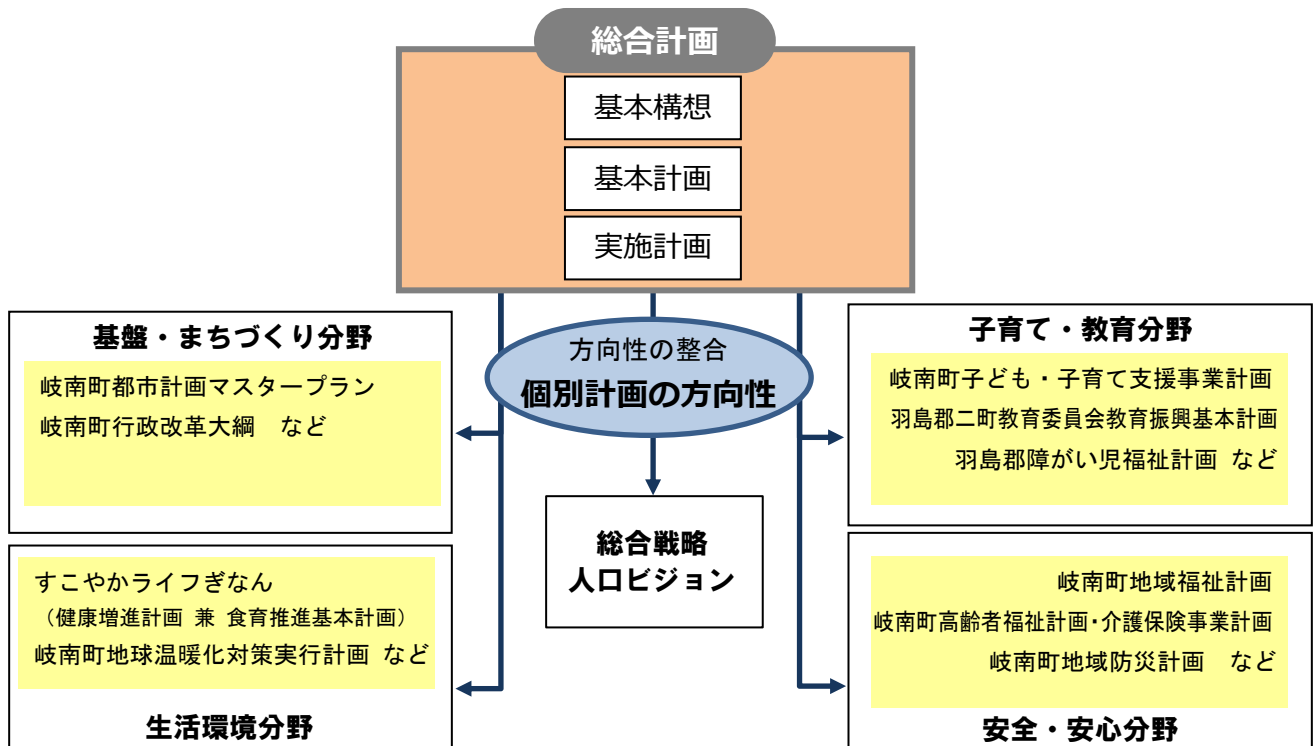 総合計画
基本構想
基本計画
実施計画
方向性の整合
個別計画の方向性
基盤・まちづくり分野
岐南町都市計画マスタープラン
岐南町行政改革大綱　など
子育て・教育分野
岐南町子ども・子育て支援事業計画
羽島郡二町教育委員会教育振興基本計画
羽島郡障がい児福祉計画 など
総合戦略
人口ビジョン
すこやかライフぎなん
（健康増進計画 兼 食育推進基本計画）
岐南町地球温暖化対策実行計画 など
生活環境分野
岐南町地域福祉計画
岐南町高齢者福祉計画・介護保険事業計画
岐南町地域防災計画　など
安全・安心分野